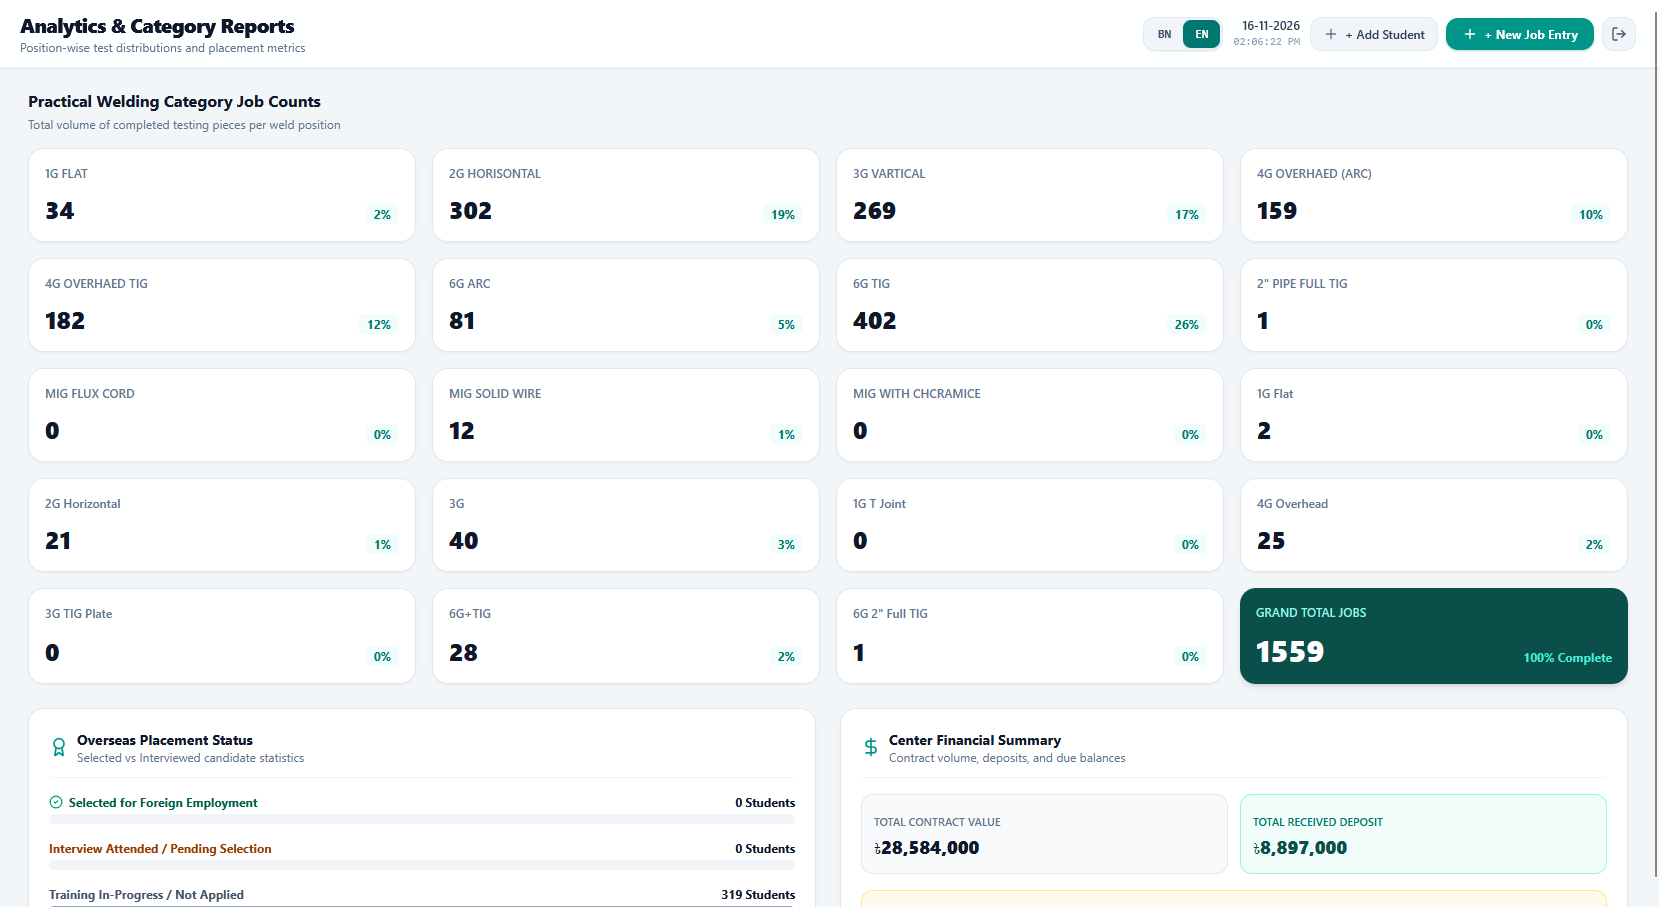 Analytics & Category Reports
Position-wise test distributions and placement metrics
BN EN
16-11-2026
02:06:22 PM
+ Add Student
+ New Job Entry
Practical Welding Category Job Counts
Total volume of completed testing pieces per weld position
1G FLAT
34
2%
2G HORISONTAL
302
19%
3G VARTICAL
269
17%
4G OVERHAED (ARC)
159
10%
4G OVERHAED TIG
182
12%
6G ARC
81
5%
6G TIG
402
26%
2" PIPE FULL TIG
1
0%
MIG FLUX CORD
0
0%
MIG SOLID WIRE
12
1%
MIG WITH CHCRAMICE
0
0%
1G Flat
2
0%
2G Horizontal
21
1%
3G
40
3%
1G T Joint
0
0%
4G Overhead
25
2%
3G TIG Plate
0
0%
6G+TIG
28
2%
6G 2" Full TIG
1
0%
GRAND TOTAL JOBS
1559
100% Complete
Overseas Placement Status
Selected vs Interviewed candidate statistics
Selected for Foreign Employment 0 Students
Interview Attended / Pending Selection 0 Students
Training In-Progress / Not Applied 319 Students
Center Financial Summary
Contract volume, deposits, and due balances
TOTAL CONTRACT VALUE
৳28,584,000
TOTAL RECEIVED DEPOSIT
৳8,897,000